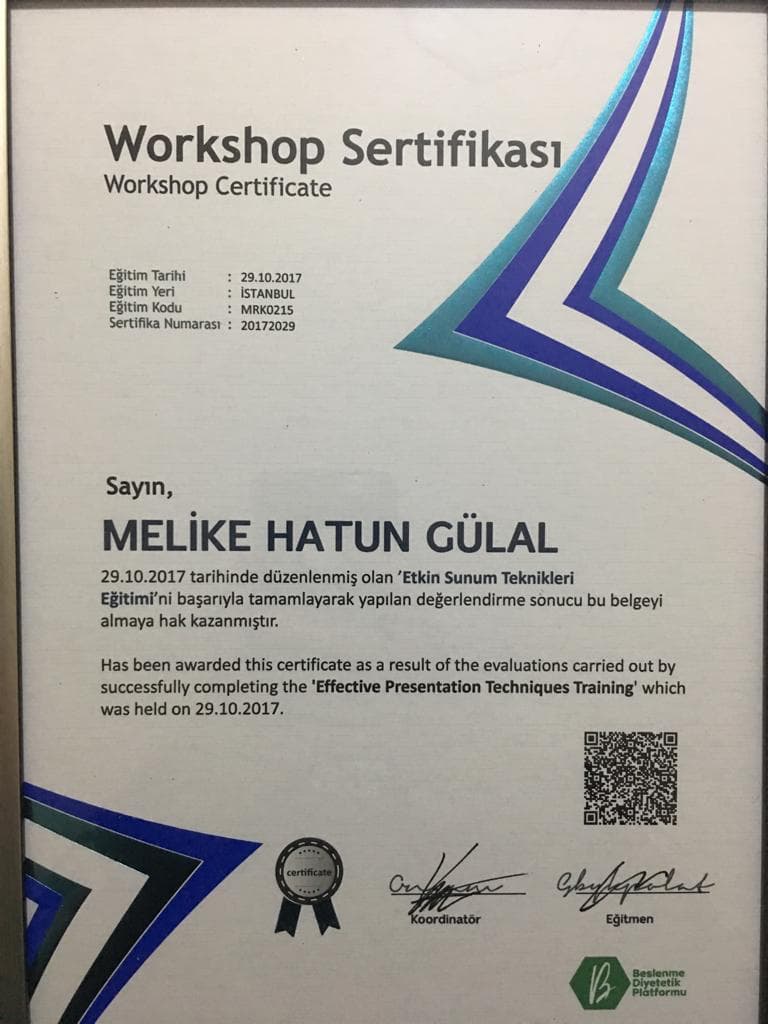 Workshop Sertifikası
Workshop Certificate
Eğitim Tarihi : 29.10.2017
Eğitim Yeri : İSTANBUL
Eğitim Kodu : MRK0215
Sertifika Numarası : 20172029
Sayın,
MELİKE HATUN GÜLAL
29.10.2017 tarihinde düzenlenmiş olan 'Etkin Sunum Teknikleri
Eğitimi'ni başarıyla tamamlayarak yapılan değerlendirme sonucu bu belgeyi
almaya hak kazanmıştır.
Has been awarded this certificate as a result of the evaluations carried out by
successfully completing the 'Effective Presentation Techniques Training' which
was held on 29.10.2017.
certificate
Koordinatör
Eğitmen
B
Beslenme
Diyetetik
Platformu